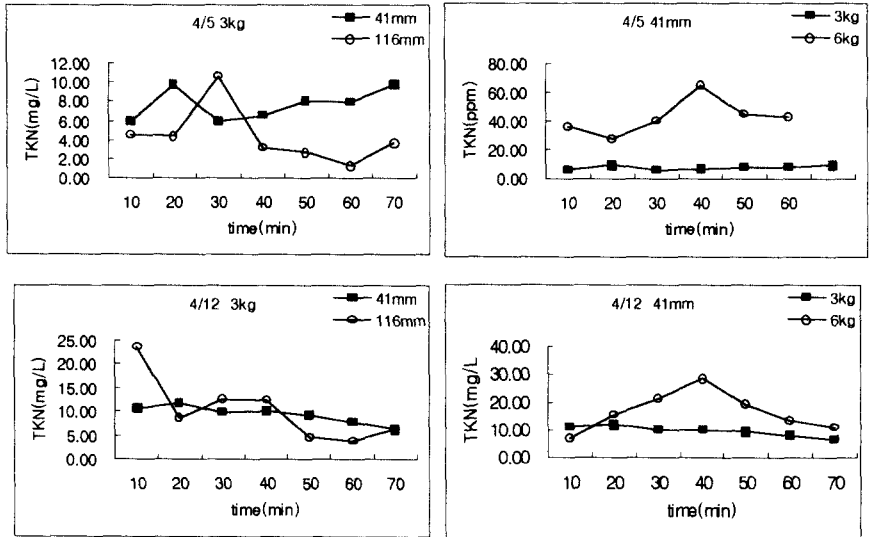 4/5 3kg
41mm
116mm
TKN(mg/L)
12.00
10.00
8.00
6.00
4.00
2.00
0.00
10 20 30 40 50 60 70
time(min)
4/5 41mm
3kg
6kg
TKN(ppm)
80.00
60.00
40.00
20.00
0.00
10 20 30 40 50 60
time(min)
4/12 3kg
41mm
116mm
TKN(mg/L)
25.00
20.00
15.00
10.00
5.00
0.00
10 20 30 40 50 60 70
time(min)
4/12 41mm
3kg
6kg
TKN(mg/L
40.00
30.00
20.00
10.00
0.00
10 20 30 40 50 60 70
time(min)